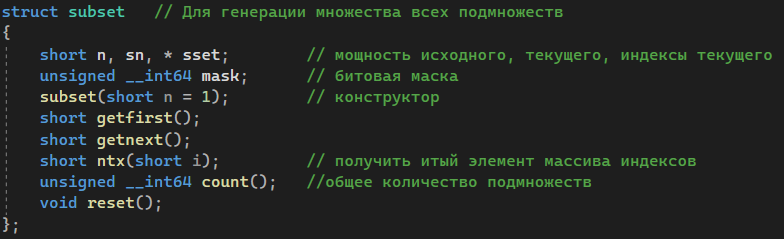 struct subset   // Для генерации множества всех подмножеств
{
    short n, sn, * sset;        // мощность исходного, текущего, индексы текущего
    unsigned __int64 mask;      // битовая маска
    subset(short n = 1);        // конструктор
    short getfirst();
    short getnext();
    short ntx(short i);         // получить итый элемент массива индексов
    unsigned __int64 count();   //общее количество подмножеств
    void reset();
};